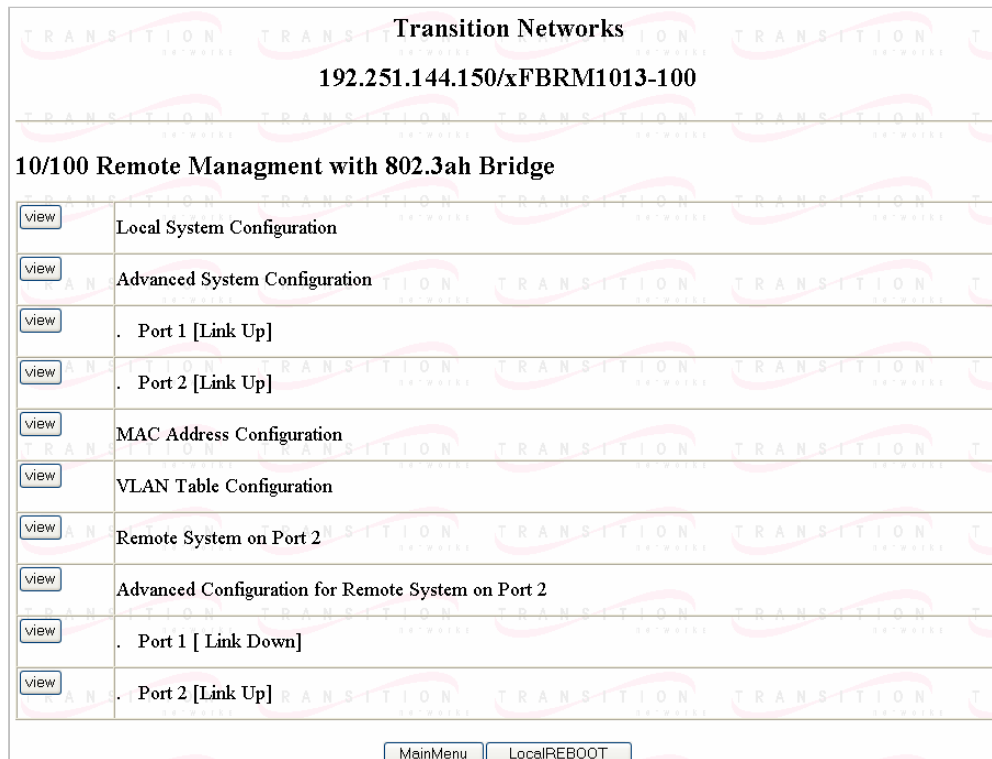 Transition Networks
192.251.144.150/xFBRM1013-100
10/100 Remote Managment with 802.3ah Bridge
view Local System Configuration
view Advanced System Configuration
view . Port 1 [Link Up]
view . Port 2 [Link Up]
view MAC Address Configuration
view VLAN Table Configuration
view Remote System on Port 2
view Advanced Configuration for Remote System on Port 2
view . Port 1 [ Link Down]
view . Port 2 [Link Up]
MainMenu LocalREBOOT